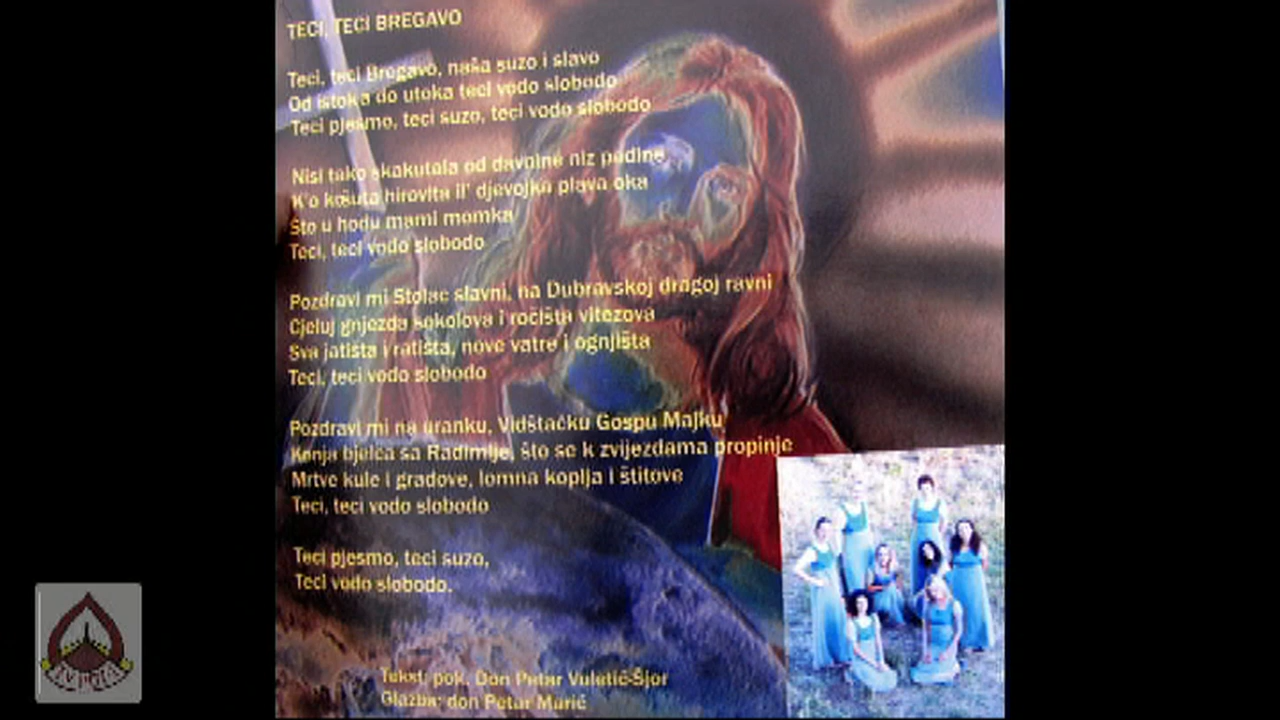 TECI, TECI BREGAVO
Teci, teci Bregavo, naša suzo i slavo
Od istoka do utoka teci vodo slobodo
Teci pjesmo, teci suzo, teci vodo slobodo
Nisi tako skakutala od davnine niz pedine
K'o košuta hirovita il' djevojka plava oka
Što u hodu mami momka
Teci, teci vodo slobodo
Pozdravi mi Stolac slavni, na Dubravskoj dragoj ravni
Cjeluj gnjezda sokolova i ročišta vitezova
Sva jatišta i ratišta, nove vatre i ognjišta
Teci, teci vodo slobodo
Pozdravi mi na uranku, Vidštačku Gospu Majku
Konja bjelca sa Radimlje, što se k zvijezdama propinje
Mrtve kule i gradove, lomna koplja i štitove
Teci, teci vodo slobodo
Teci pjesmo, teci suzo,
Teci vodo slobodo.
Tekst: pok. Don Petar Vuletić-Šjor
Glazba: don Petar Marić